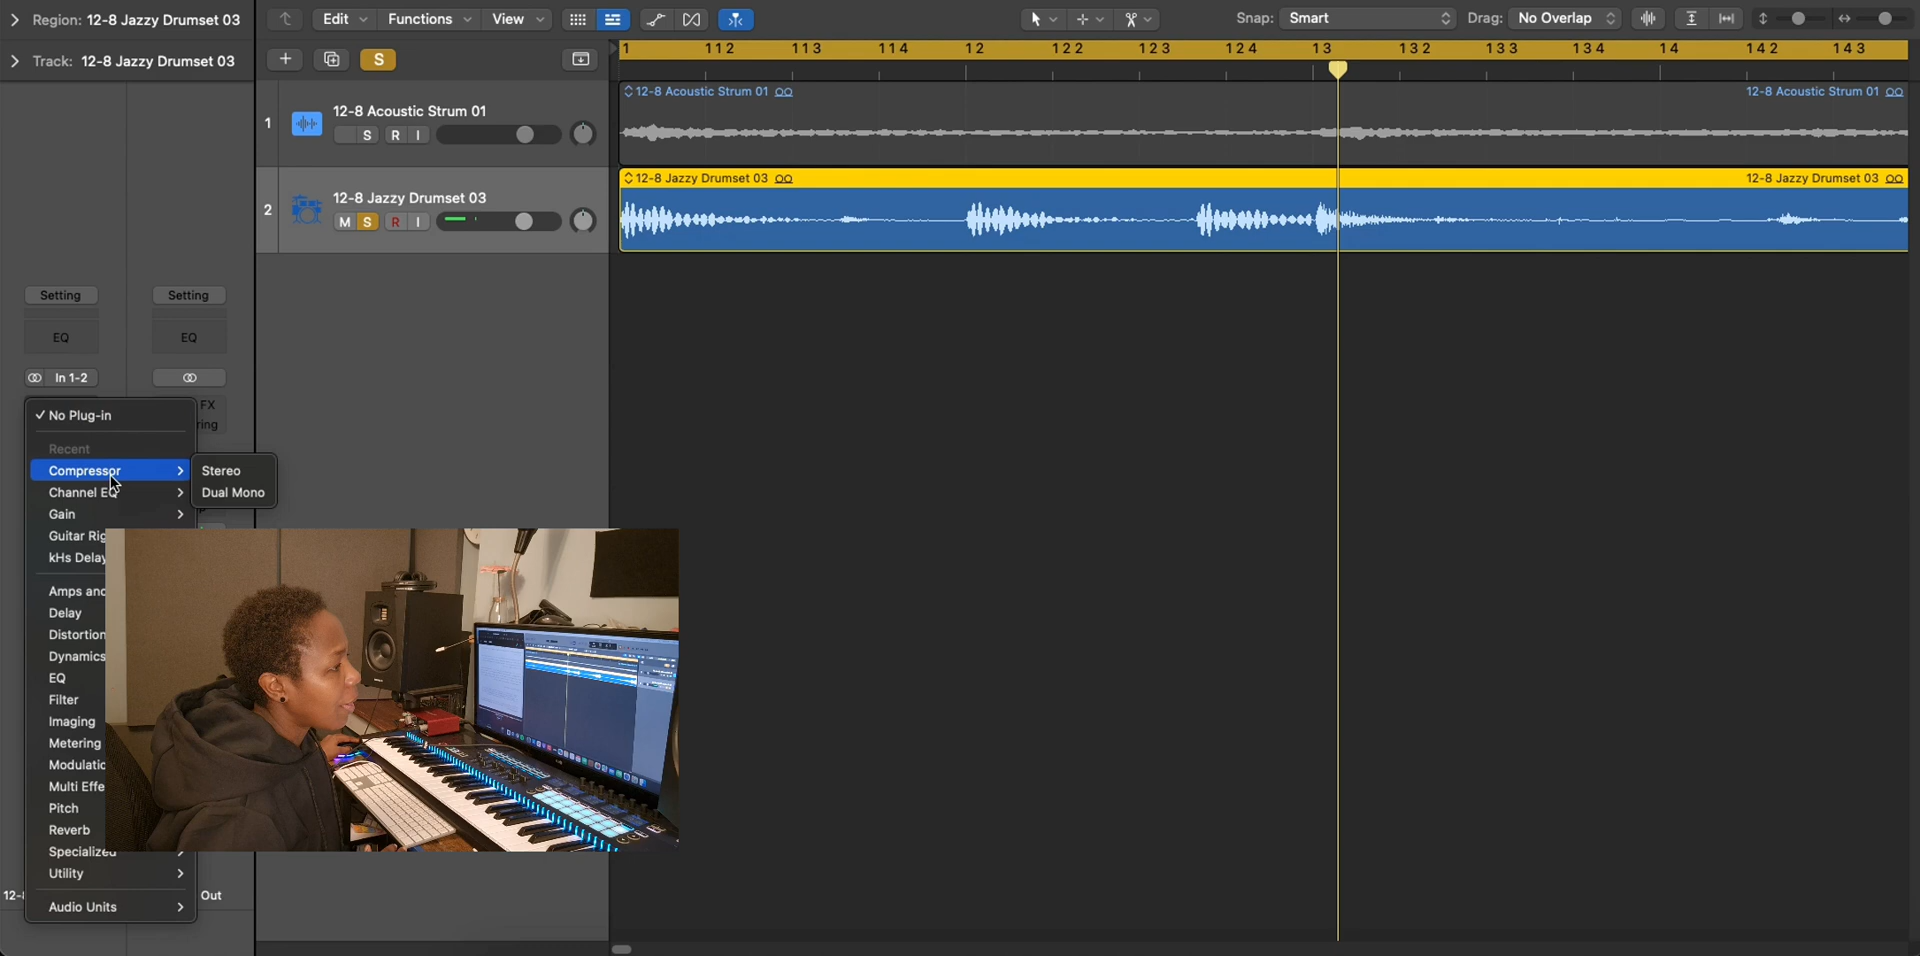 Region: 12-8 Jazzy Drumset 03
Edit
Functions
View
Snap: Smart
Drag: No Overlap
Track: 12-8 Jazzy Drumset 03
S
1 1 1 2 1 1 3 1 1 4 1 2 1 2 2 1 2 3 1 2 4 1 3 1 3 2 1 3 3 1 3 4 1 4 1 4 2 1 4 3
1
12-8 Acoustic Strum 01
S R I
12-8 Acoustic Strum 01
12-8 Acoustic Strum 01
2
12-8 Jazzy Drumset 03
M S R I
12-8 Jazzy Drumset 03
12-8 Jazzy Drumset 03
Setting
Setting
EQ
EQ
In 1-2
✓ No Plug-in
FX
ring
Recent
Compressor
Stereo
Channel EQ
Dual Mono
Gain
Guitar Rig
kHs Delay
Amps and
Delay
Distortion
Dynamics
EQ
Filter
Imaging
Metering
Modulatio
Multi Effe
Pitch
Reverb
Specialized
Utility
12-8
Out
Audio Units